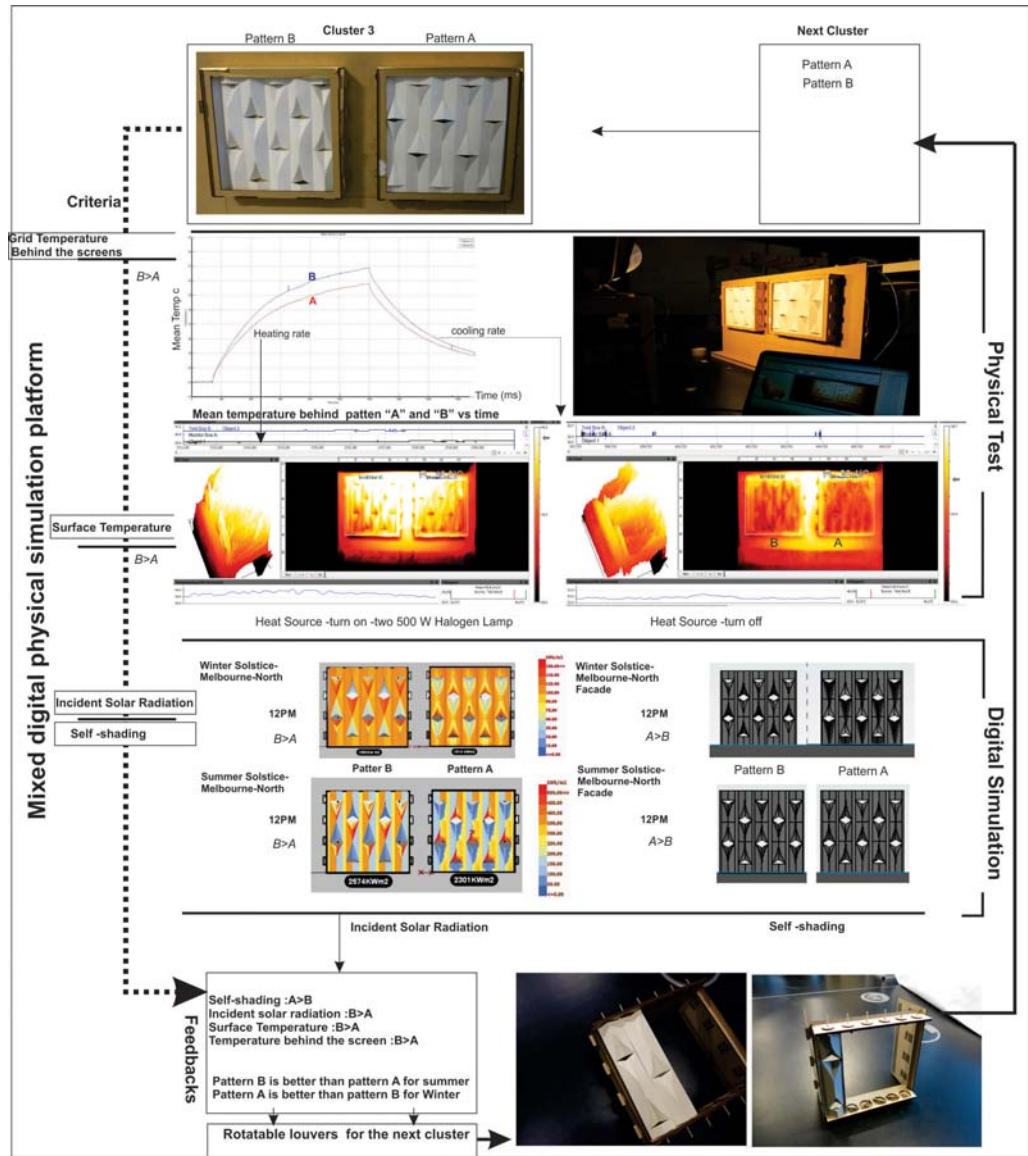 Cluster 3
Pattern B
Pattern A
Next Cluster
Pattern A
Pattern B
Criteria
Grid Temperature
Behind the screens
B>A
Mean Temp c
B
A
Heating rate
cooling rate
Time (ms)
Mean temperature behind patten “A” and “B” vs time
Physical Test
Mixed digital physical simulation platform
Surface Temperature
B>A
B
A
Heat Source -turn on -two 500 W Halogen Lamp
Heat Source -turn off
Incident Solar Radiation
Self -shading
Winter Solstice-
Melbourne-North
12PM
B>A
Patter B
Pattern A
Summer Solstice-
Melbourne-North
12PM
B>A
2674KWm2
2301KWm2
Winter Solstice-
Melbourne-North
Facade
12PM
A>B
Pattern B
Pattern A
Summer Solstice-
Melbourne-North
Facade
12PM
A>B
Digital Simulation
Incident Solar Radiation
Self -shading
Feedbacks
Self-shading :A>B
Incident solar radiation :B>A
Surface Temperature :B>A
Temperature behind the screen :B>A
Pattern B is better than pattern A for summer
Pattern A is better than pattern B for Winter
Rotatable louvers for the next cluster